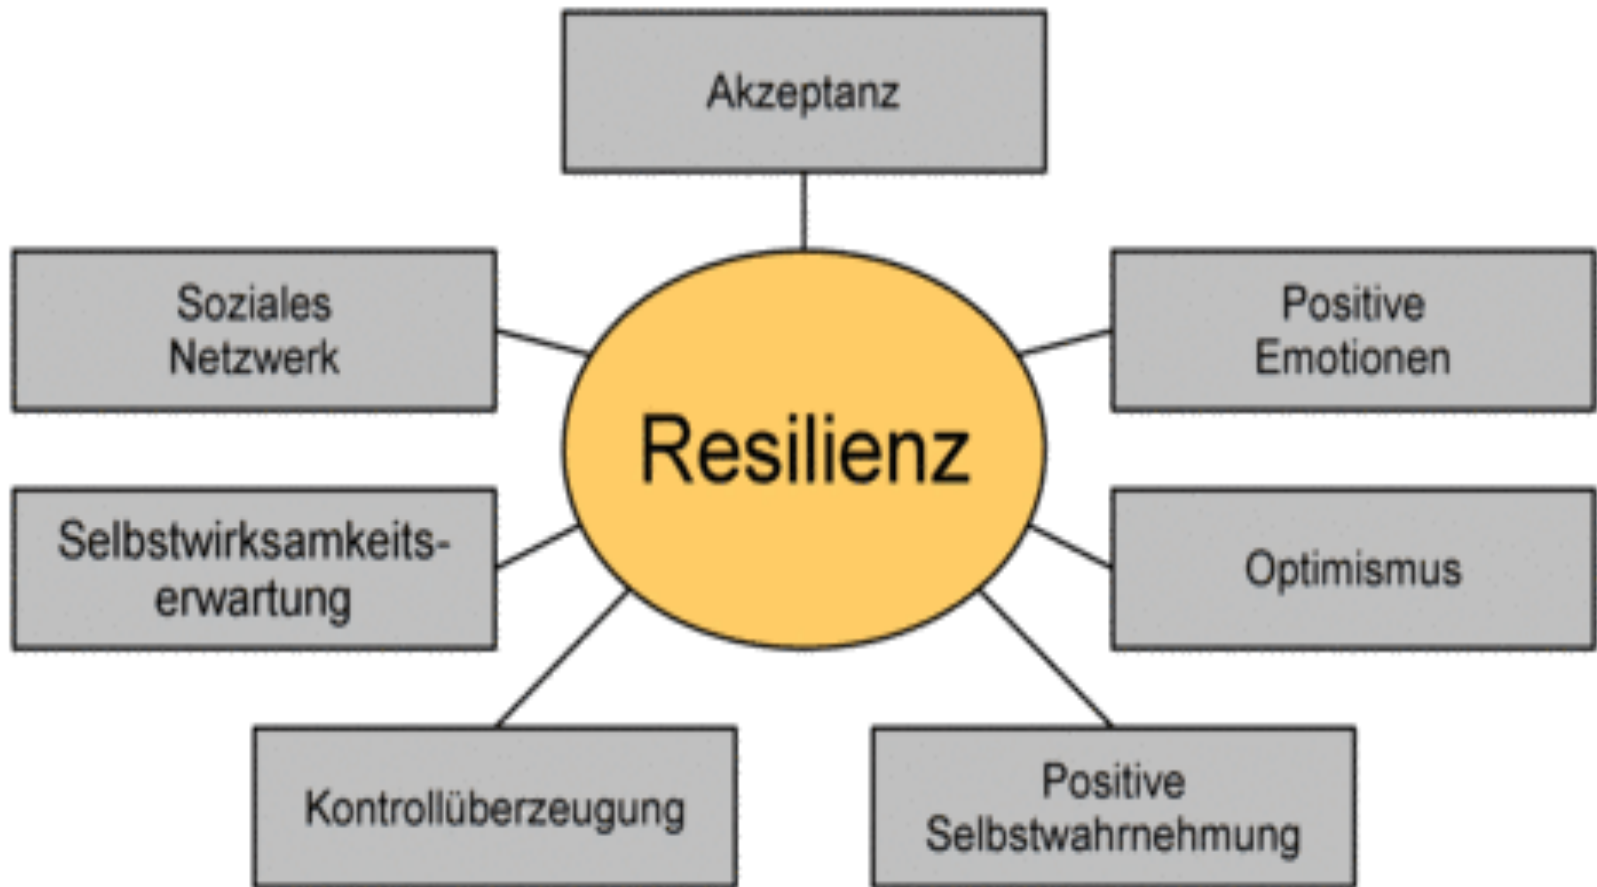 Akzeptanz
Soziales
Netzwerk
Positive
Emotionen
Resilienz
Selbstwirksamkeits-
erwartung
Optimismus
Kontrollüberzeugung
Positive
Selbstwahrnehmung